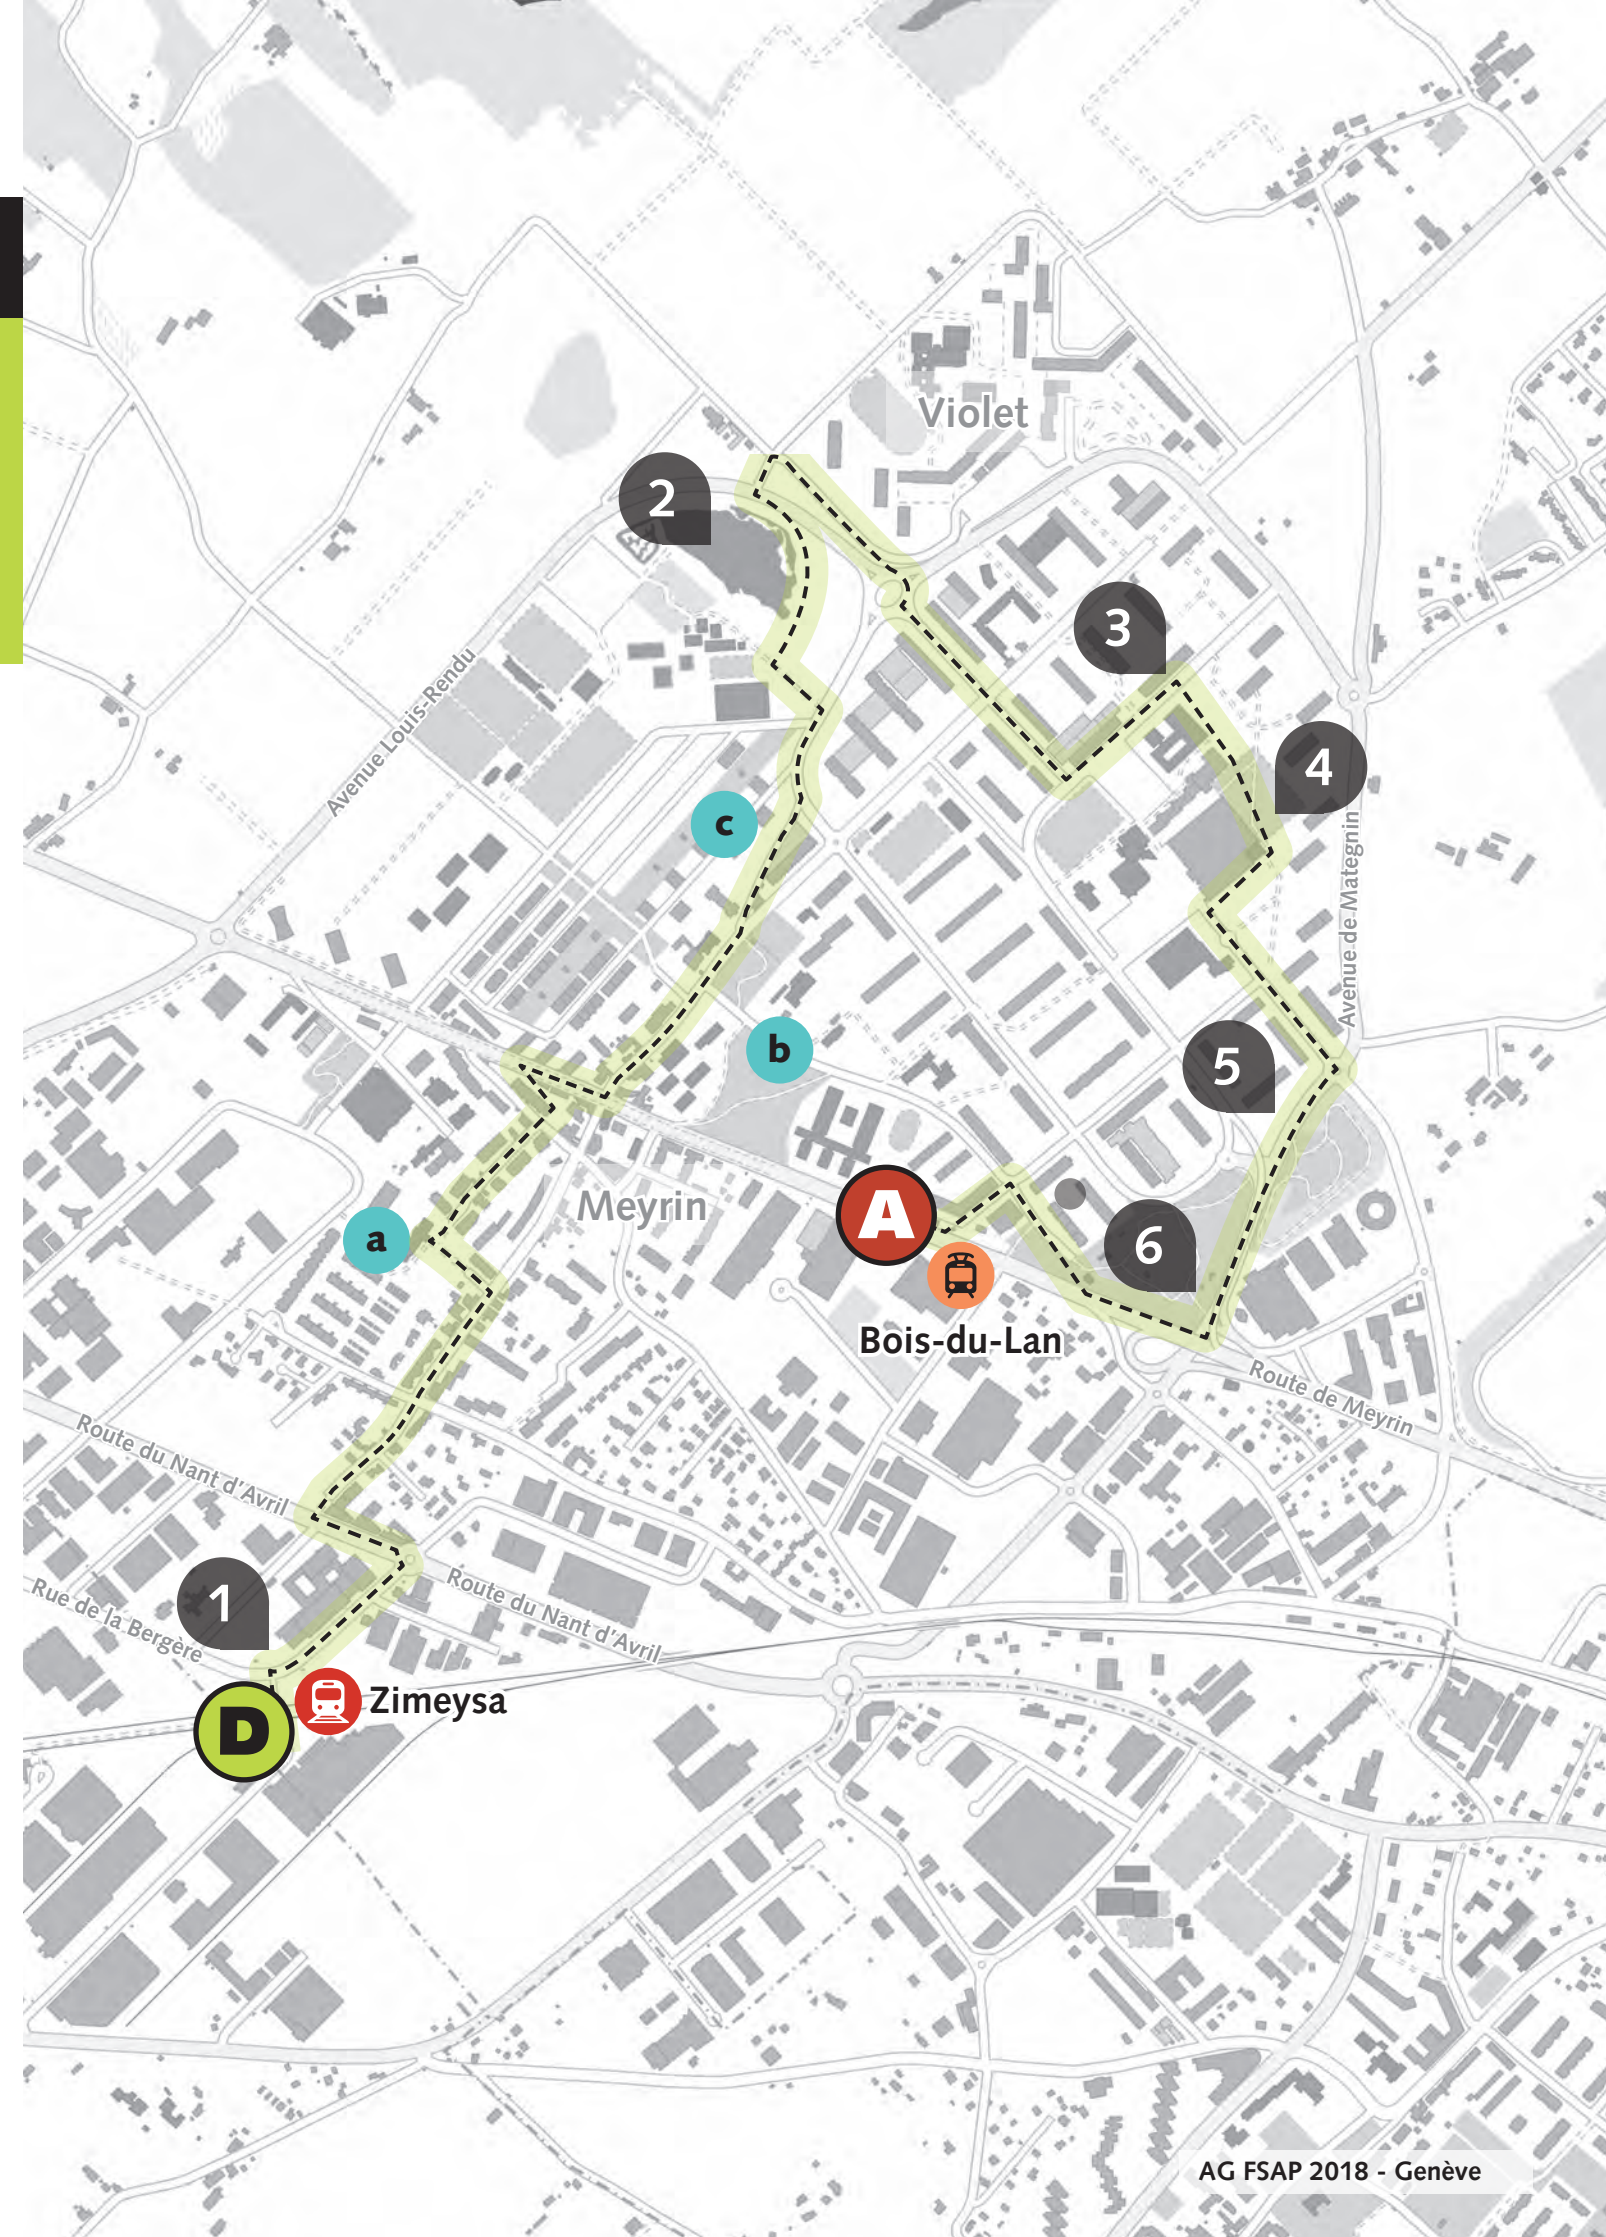 Violet
2
3
Avenue Louis-Rendu
4
c
Avenue de Mategnin
b
5
Meyrin
A
a
6
Bois-du-Lan
Route de Meyrin
Route du Nant d'Avril
Route du Nant d'Avril
1
Rue de la Bergère
Zimeysa
D
AG FSAP 2018 - Genève